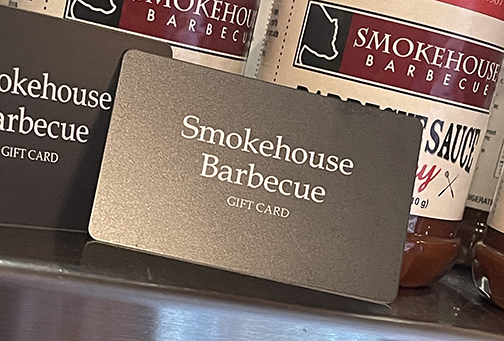 SMOKEHOUSE
BARBECUE
SMOKEHOUSE
BARBECUE
SAUCE
Smokehouse
Barbecue
GIFT CARD
okehouse
arbecue
GIFT CARD